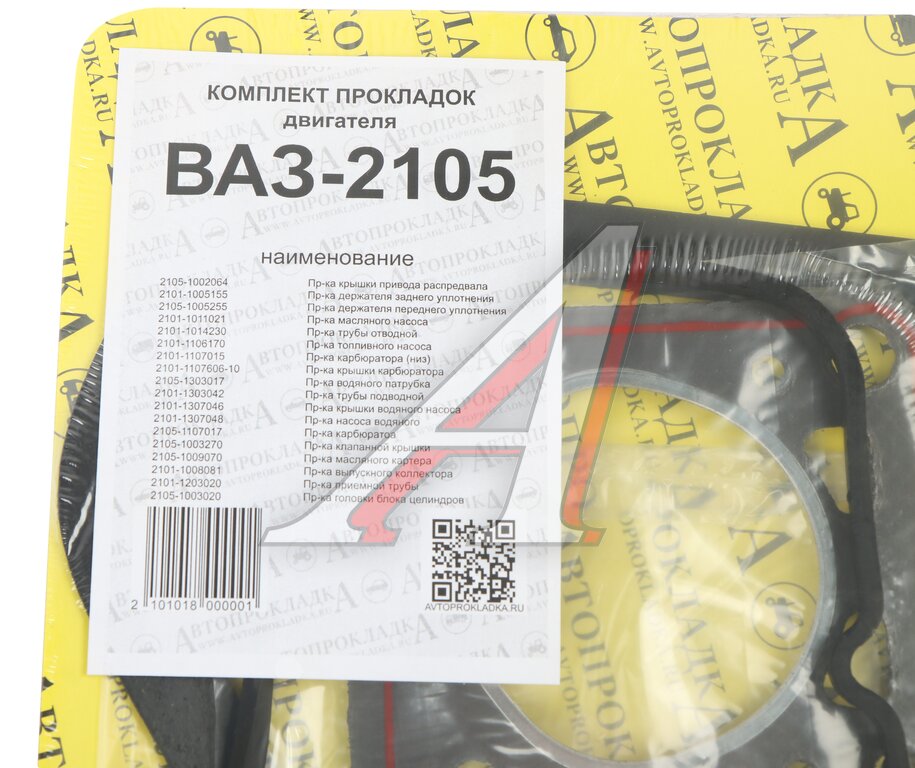 КОМПЛЕКТ ПРОКЛАДОК
двигателя
ВАЗ-2105
наименование
2105-1002064 Пр-ка крышки привода распредвала
2101-1005155 Пр-ка держателя заднего уплотнения
2105-1005255 Пр-ка держателя переднего уплотнения
2101-1011021 Пр-ка масляного насоса
2101-1014230 Пр-ка трубы отводной
2101-1106170 Пр-ка топливного насоса
2101-1107015 Пр-ка карбюратора (низ)
2101-1107606-10 Пр-ка крышки карбюратора
2105-1303017 Пр-ка водяного патрубка
2101-1303042 Пр-ка трубы подводной
2101-1307046 Пр-ка крышки водяного насоса
2101-1307048 Пр-ка насоса водяного
2105-1107017 Пр-ка карбюратора
2105-1003270 Пр-ка клапанной крышки
2105-1009070 Пр-ка масляного картера
2101-1008081 Пр-ка выпускного коллектора
2101-1203020 Пр-ка приемной трубы
2105-1003020 Пр-ка головки блока цилиндров
2 101018 000001
AVTOPROKLADKA.RU
АВТОПРОКЛАДКА
WWW.AVTOPROKLADKA.RU